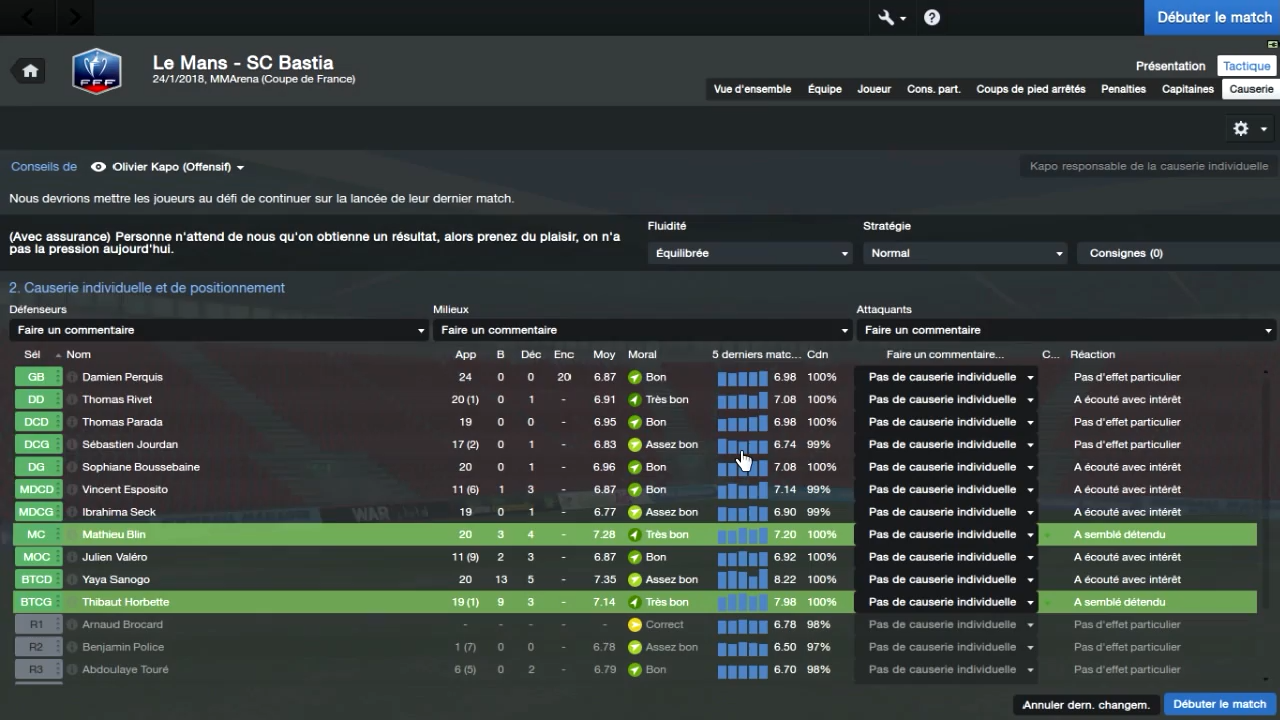 Débuter le match
Le Mans - SC Bastia
24/1/2018, MMArena (Coupe de France)
FFF
Présentation Tactique
Vue d'ensemble Équipe Joueur Cons. part. Coups de pied arrêtés Penalties Capitaines Causerie
Conseils de Olivier Kapo (Offensif) Kapo responsable de la causerie individuelle
Nous devrions mettre les joueurs au défi de continuer sur la lancée de leur dernier match.
Fluidité Stratégie
(Avec assurance) Personne n'attend de nous qu'on obtienne un résultat, alors prenez du plaisir, on n'a
pas la pression aujourd'hui.
Équilibrée Normal Consignes (0)
2. Causerie individuelle et de positionnement
Défenseurs Milieux Attaquants
Faire un commentaire Faire un commentaire Faire un commentaire
Sél Nom App B Déc Enc Moy Moral 5 derniers matc... Cdn Faire un commentaire... C... Réaction
GB Damien Perquis 24 0 0 20 6.87 Bon 6.98 100% Pas de causerie individuelle Pas d'effet particulier
DD Thomas Rivet 20 (1) 0 1 - 6.91 Très bon 7.08 100% Pas de causerie individuelle A écouté avec intérêt
DCD Thomas Parada 19 0 0 - 6.95 Bon 6.98 100% Pas de causerie individuelle Pas d'effet particulier
DCG Sébastien Jourdan 17 (2) 0 1 - 6.83 Assez bon 6.74 99% Pas de causerie individuelle Pas d'effet particulier
DG Sophiane Boussebaine 20 0 1 - 6.96 Bon 7.08 100% Pas de causerie individuelle A écouté avec intérêt
MDCD Vincent Esposito 11 (6) 1 3 - 6.87 Bon 7.14 99% Pas de causerie individuelle A écouté avec intérêt
MDCG Ibrahima Seck 19 0 1 - 6.77 Assez bon 6.90 99% Pas de causerie individuelle A écouté avec intérêt
MC Mathieu Blin 20 3 4 - 7.28 Très bon 7.20 100% Pas de causerie individuelle A semblé détendu
MOC Julien Valéro 11 (9) 2 3 - 6.87 Bon 6.92 100% Pas de causerie individuelle A écouté avec intérêt
BTCD Yaya Sanogo 20 13 5 - 7.35 Assez bon 8.22 100% Pas de causerie individuelle A écouté avec intérêt
BTCG Thibaut Horbette 19 (1) 9 3 - 7.14 Très bon 7.98 100% Pas de causerie individuelle A semblé détendu
R1 Arnaud Brocard - - - - - Correct 6.78 98% Pas de causerie individuelle Pas d'effet particulier
R2 Benjamin Police 1 (7) 0 0 - 6.78 Assez bon 6.50 97% Pas de causerie individuelle Pas d'effet particulier
R3 Abdoulaye Touré 6 (5) 0 2 - 6.79 Bon 6.70 98% Pas de causerie individuelle Pas d'effet particulier
Annuler dern. changem. Débuter le match